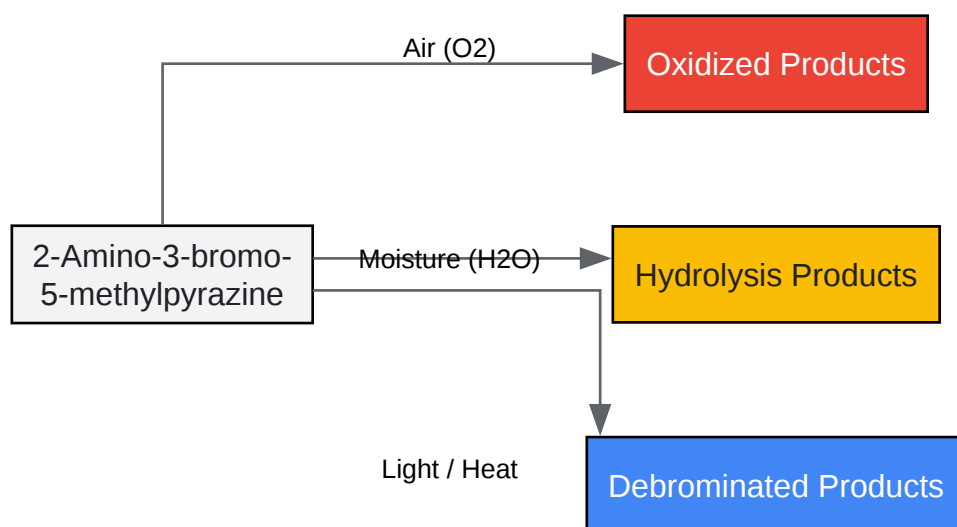 Air (O2)
Oxidized Products
2-Amino-3-bromo-
5-methylpyrazine
Moisture (H2O)
Hydrolysis Products
Light / Heat
Debrominated Products